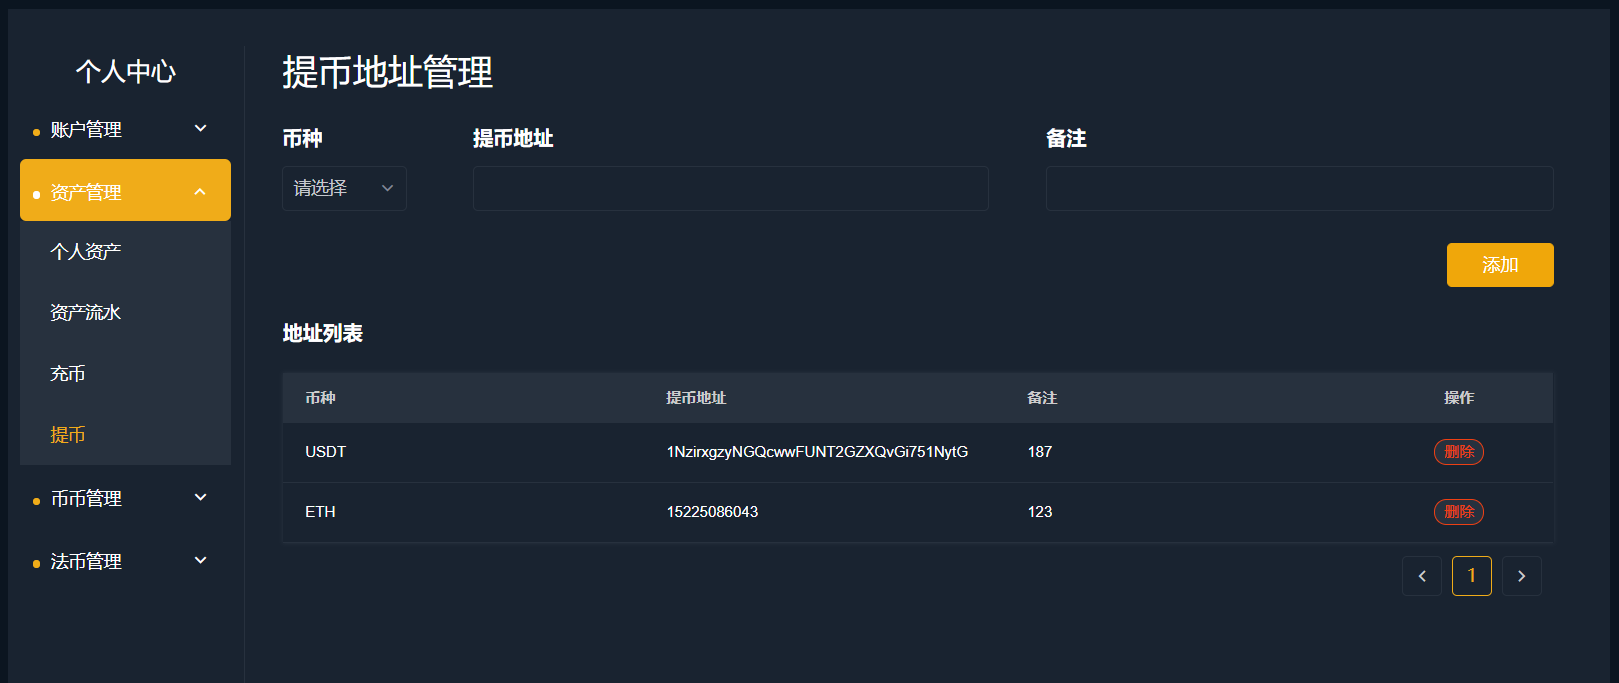 个人中心
账户管理
资产管理
个人资产
资产流水
充币
提币
币币管理
法币管理
提币地址管理
币种 提币地址 备注
请选择
添加
地址列表
币种 提币地址 备注 操作
USDT 1NzirxgzyNGQcwwFUNT2GZXQvGi751NytG 187 删除
ETH 15225086043 123 删除
1